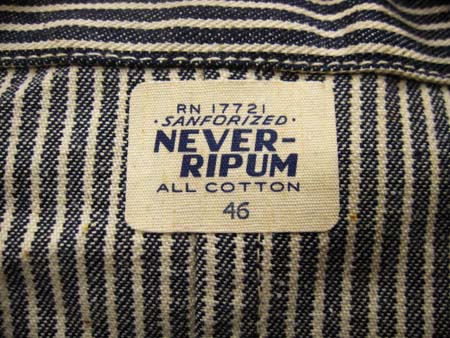 RN 17721
·SANFORIZED·
NEVER-
RIPUM
ALL COTTON
46